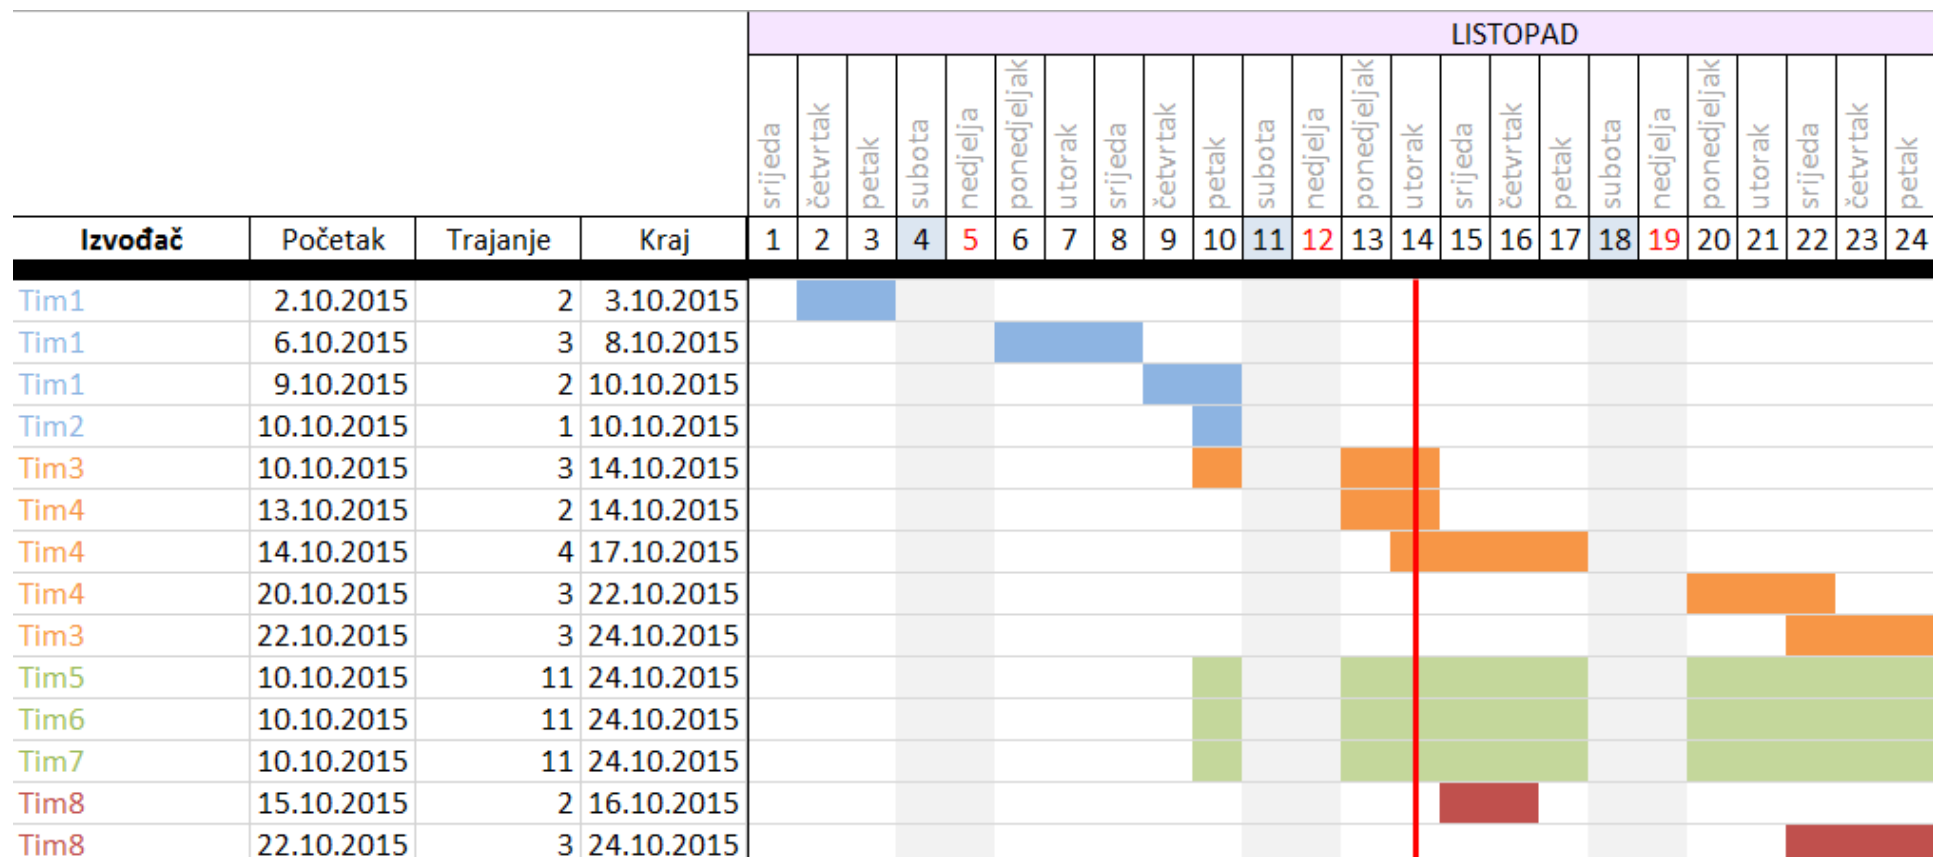 LISTOPAD
srijeda četvrtak petak subota nedjelja ponedjeljak utorak srijeda četvrtak petak subota nedjelja ponedjeljak utorak srijeda četvrtak petak subota nedjelja ponedjeljak utorak srijeda četvrtak petak
Izvođač Početak Trajanje Kraj 1 2 3 4 5 6 7 8 9 10 11 12 13 14 15 16 17 18 19 20 21 22 23 24
Tim1 2.10.2015 2 3.10.2015
Tim1 6.10.2015 3 8.10.2015
Tim1 9.10.2015 2 10.10.2015
Tim2 10.10.2015 1 10.10.2015
Tim3 10.10.2015 3 14.10.2015
Tim4 13.10.2015 2 14.10.2015
Tim4 14.10.2015 4 17.10.2015
Tim4 20.10.2015 3 22.10.2015
Tim3 22.10.2015 3 24.10.2015
Tim5 10.10.2015 11 24.10.2015
Tim6 10.10.2015 11 24.10.2015
Tim7 10.10.2015 11 24.10.2015
Tim8 15.10.2015 2 16.10.2015
Tim8 22.10.2015 3 24.10.2015